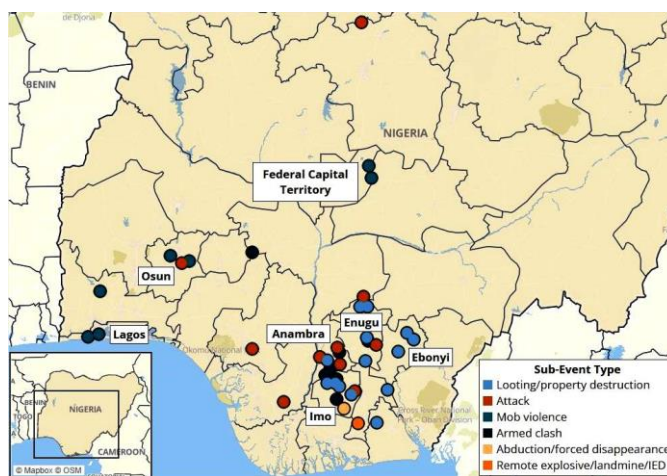 de Djona
BENIN
NIGERIA
Federal Capital
Territory
Osun
Lagos
Okomu National
Anambra
Enugu
Ebonyi
Imo
Cross River National
Park - Oban Division
NIGERIA
BENIN
TOGO
CAMEROON
© Mapbox © OSM
Sub-Event Type
Looting/property destruction
Attack
Mob violence
Armed clash
Abduction/forced disappearance
Remote explosive/landmine/IED